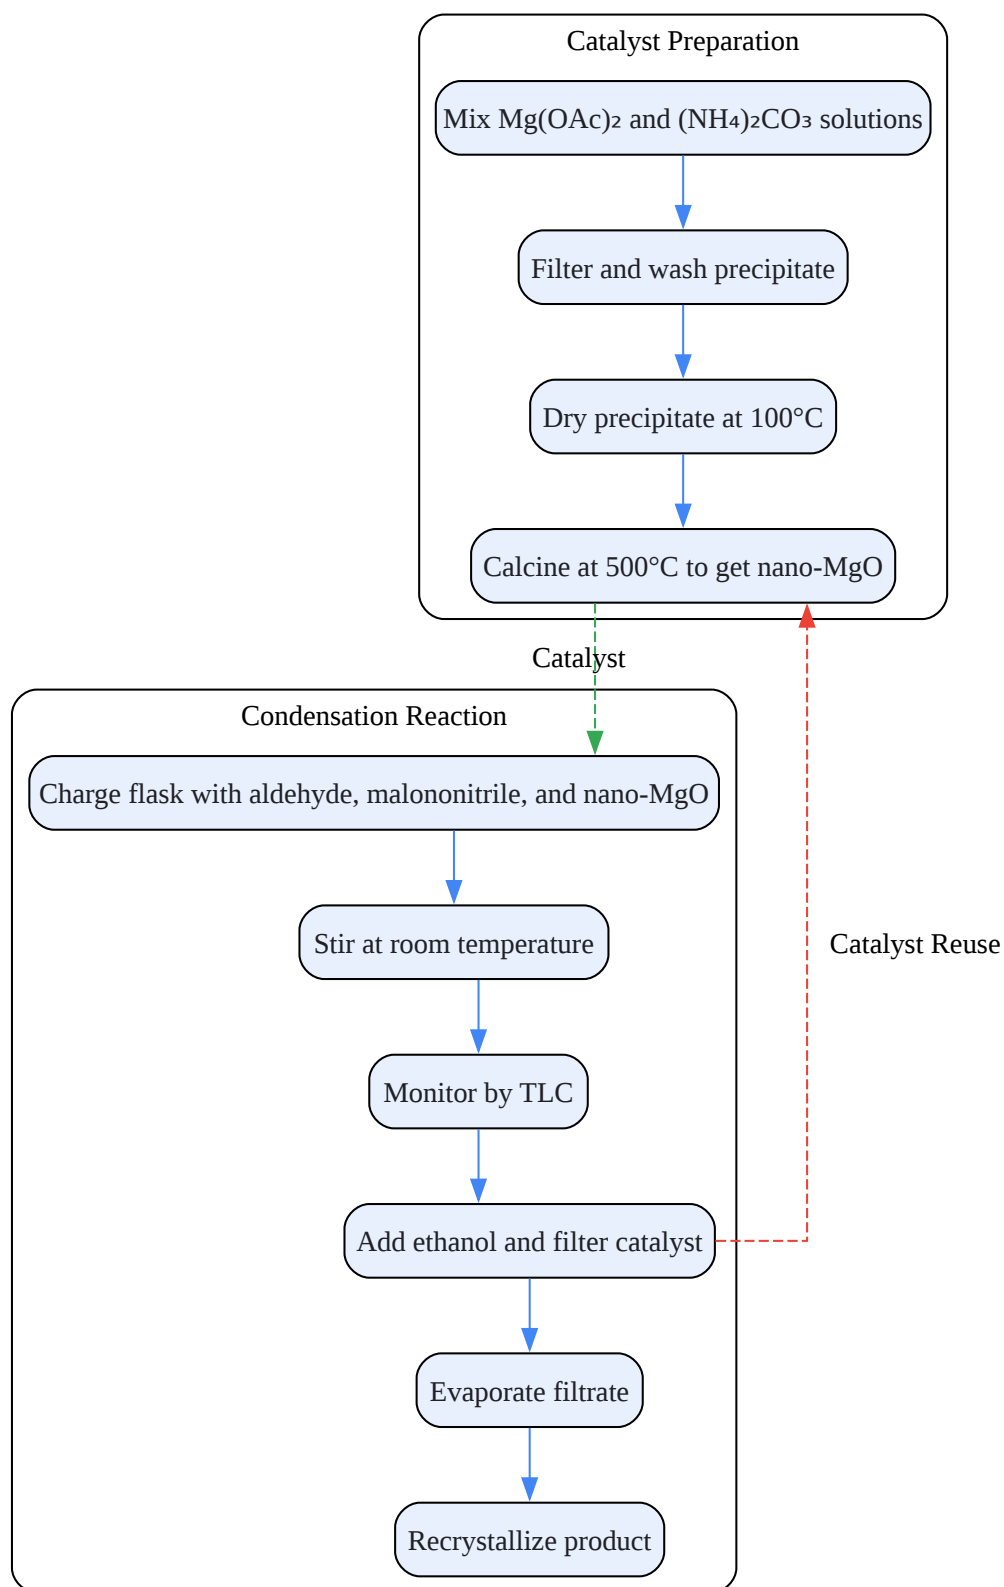 Catalyst Preparation
Mix Mg(OAc)₂ and (NH₄)₂CO₃ solutions
Filter and wash precipitate
Dry precipitate at 100°C
Calcine at 500°C to get nano-MgO
Catalyst
Condensation Reaction
Charge flask with aldehyde, malononitrile, and nano-MgO
Stir at room temperature
Catalyst Reuse
Monitor by TLC
Add ethanol and filter catalyst
Evaporate filtrate
Recrystallize product